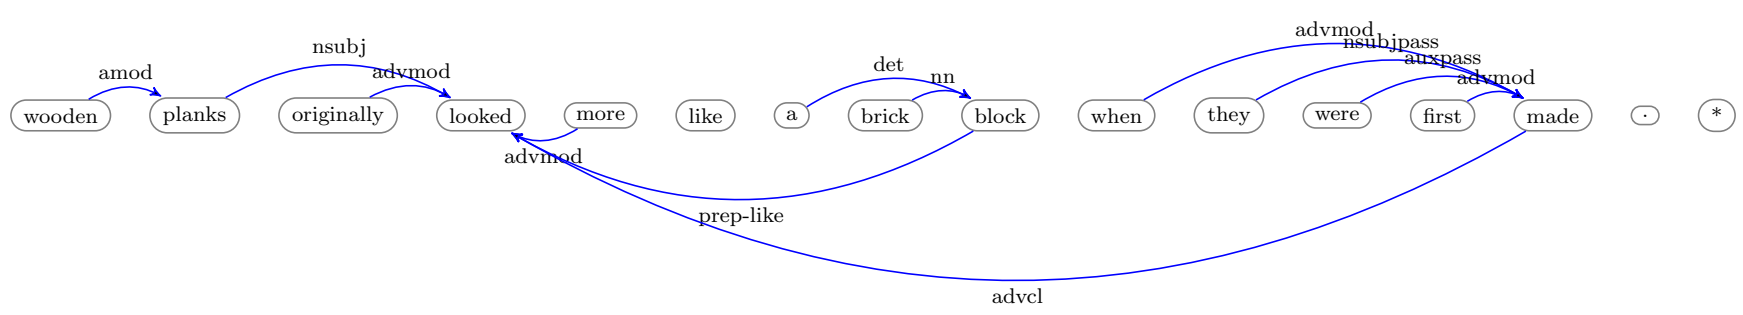 advmod
nsubjpass
nsubj
auxpass
det
amod
advmod
nn
advmod
wooden planks originally looked more like a brick block when they were first made . *
advmod
prep-like
advcl